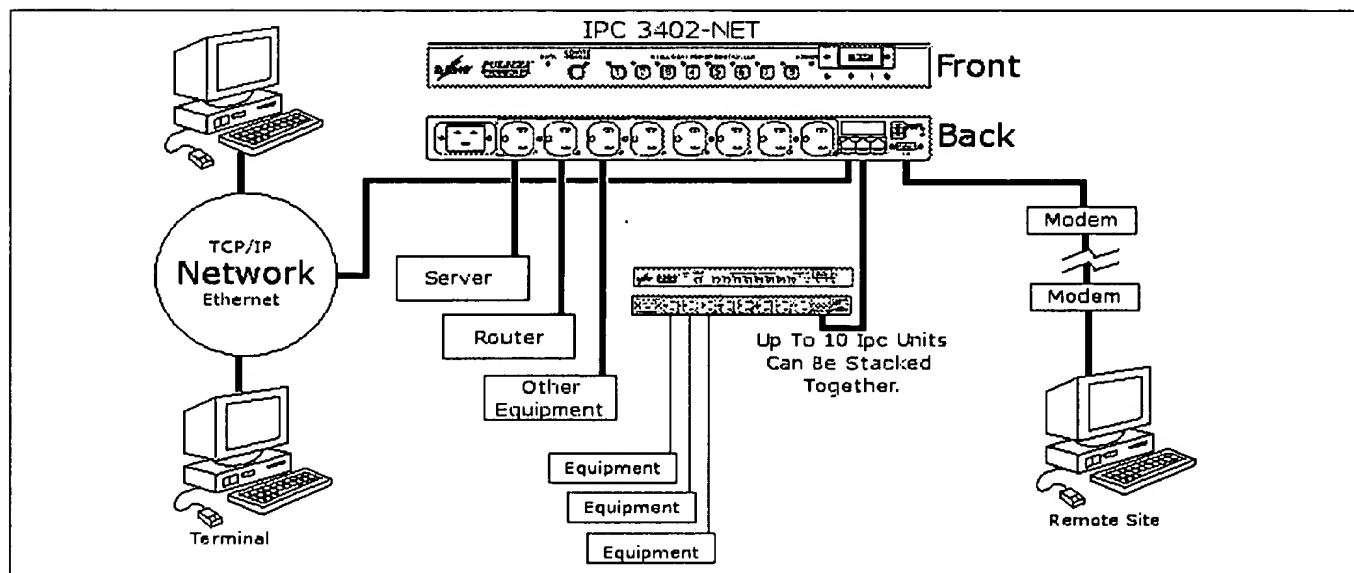 IPC 3402-NET
Front
Back
TCP/IP
Network
Ethernet
Server
Router
Other
Equipment
Up To 10 Ipc Units
Can Be Stacked
Together.
Modem
Modem
Equipment
Equipment
Equipment
Terminal
Remote Site